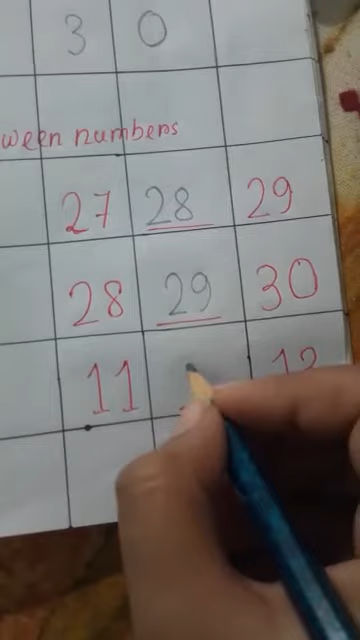 3 0
ween numbers
27 28 29
28 29 30
11